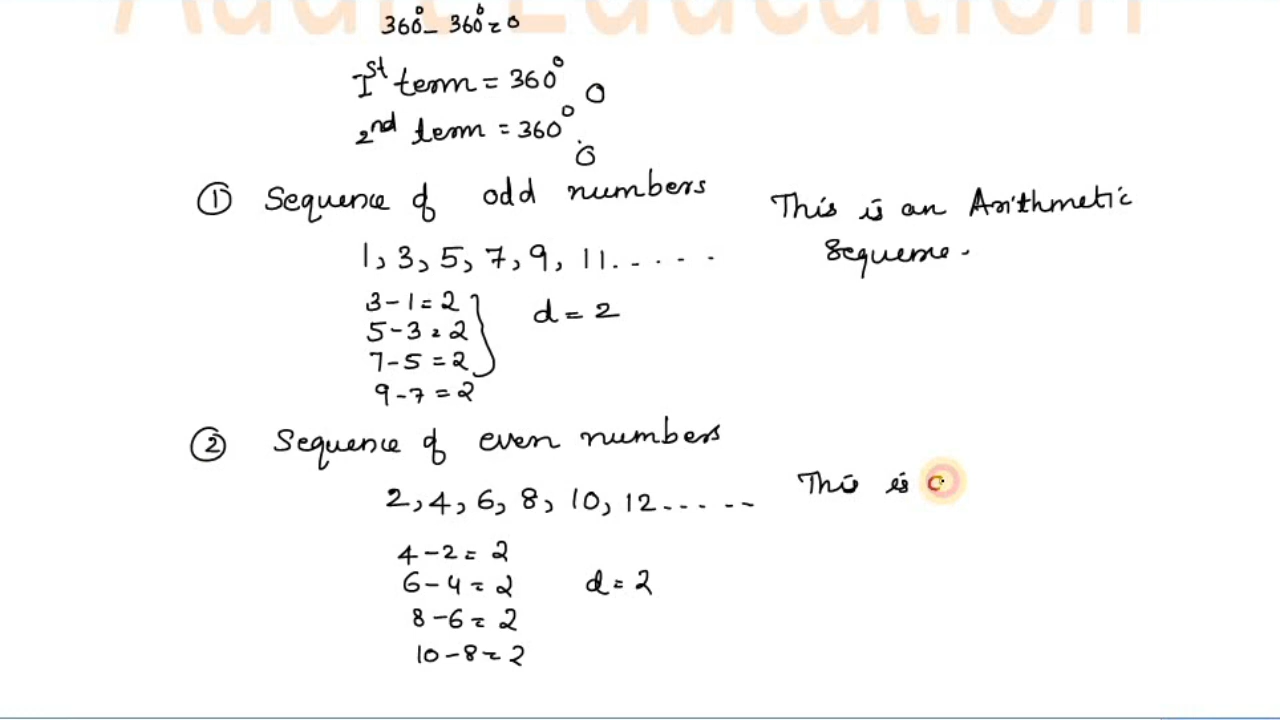 360° - 360° = 0
Ist term = 360° 0
2nd term = 360° 0
① Sequence of odd numbers
1, 3, 5, 7, 9, 11......
3-1=2
5-3=2
7-5=2
9-7=2
d = 2
This is an Arithmetic
Sequence.
② Sequence of even numbers
2, 4, 6, 8, 10, 12......
4-2=2
6-4=2
8-6=2
10-8=2
d = 2
This is